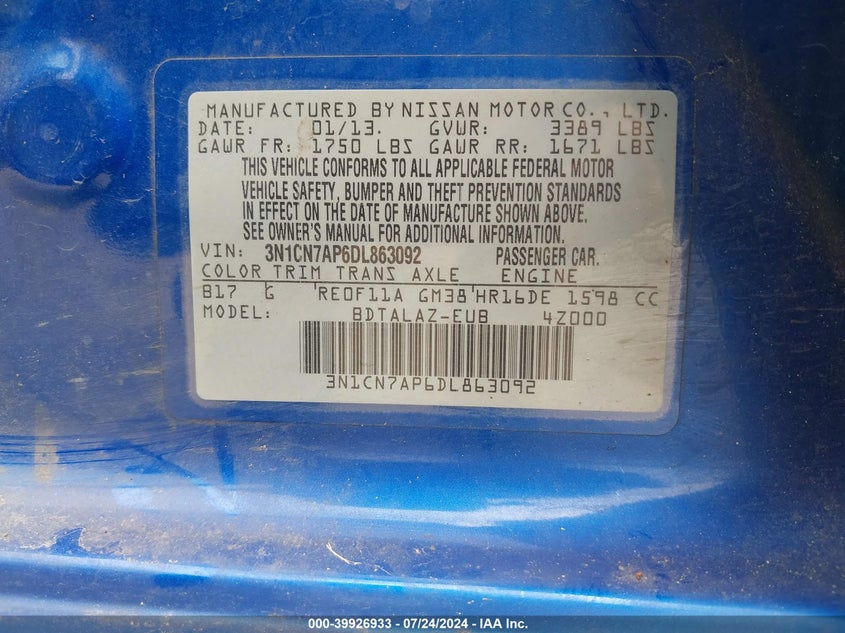 MANUFACTURED BY NISSAN MOTOR CO., LTD.
DATE: 01/13. GVWR: 3389 LBS
GAWR FR: 1750 LBS GAWR RR: 1671 LBS
THIS VEHICLE CONFORMS TO ALL APPLICABLE FEDERAL MOTOR
VEHICLE SAFETY, BUMPER AND THEFT PREVENTION STANDARDS
IN EFFECT ON THE DATE OF MANUFACTURE SHOWN ABOVE.
SEE OWNER'S MANUAL FOR ADDITIONAL INFORMATION.
VIN: 3N1CN7AP6DL863092 PASSENGER CAR.
COLOR TRIM TRANS AXLE ENGINE
B17 G RE0F11A GM38 HR16DE 1598 CC
MODEL: BDTALAZ-EUB 4Z000
3N1CN7AP6DL863092
000-39926933 / 07/24/2024 / IAA Inc.